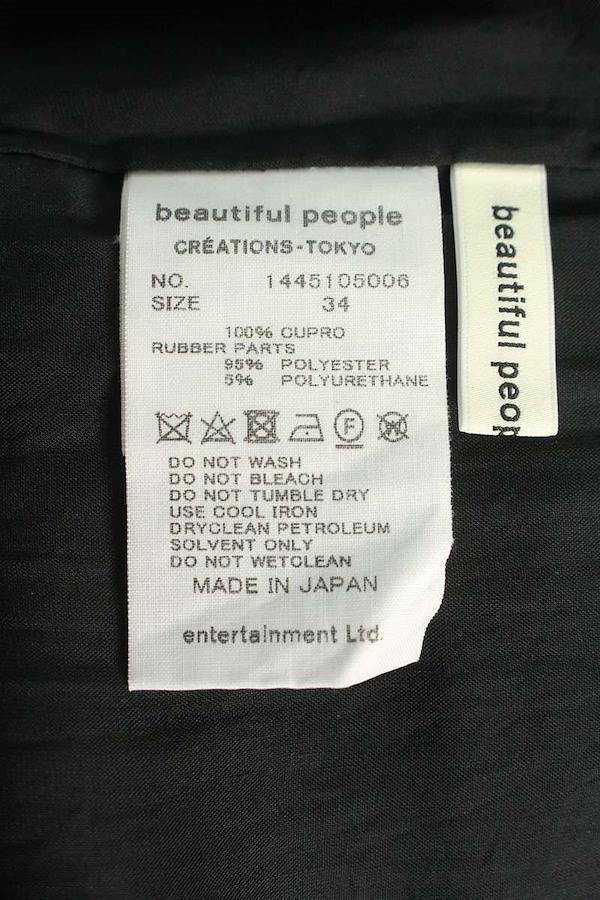 beautiful people
CRÉATIONS-TOKYO
NO. 1445105006
SIZE 34
100% CUPRO
RUBBER PARTS
95% POLYESTER
5% POLYURETHANE
F W
DO NOT WASH
DO NOT BLEACH
DO NOT TUMBLE DRY
USE COOL IRON
DRYCLEAN PETROLEUM
SOLVENT ONLY
DO NOT WETCLEAN
MADE IN JAPAN
entertainment Ltd.
beautiful peop